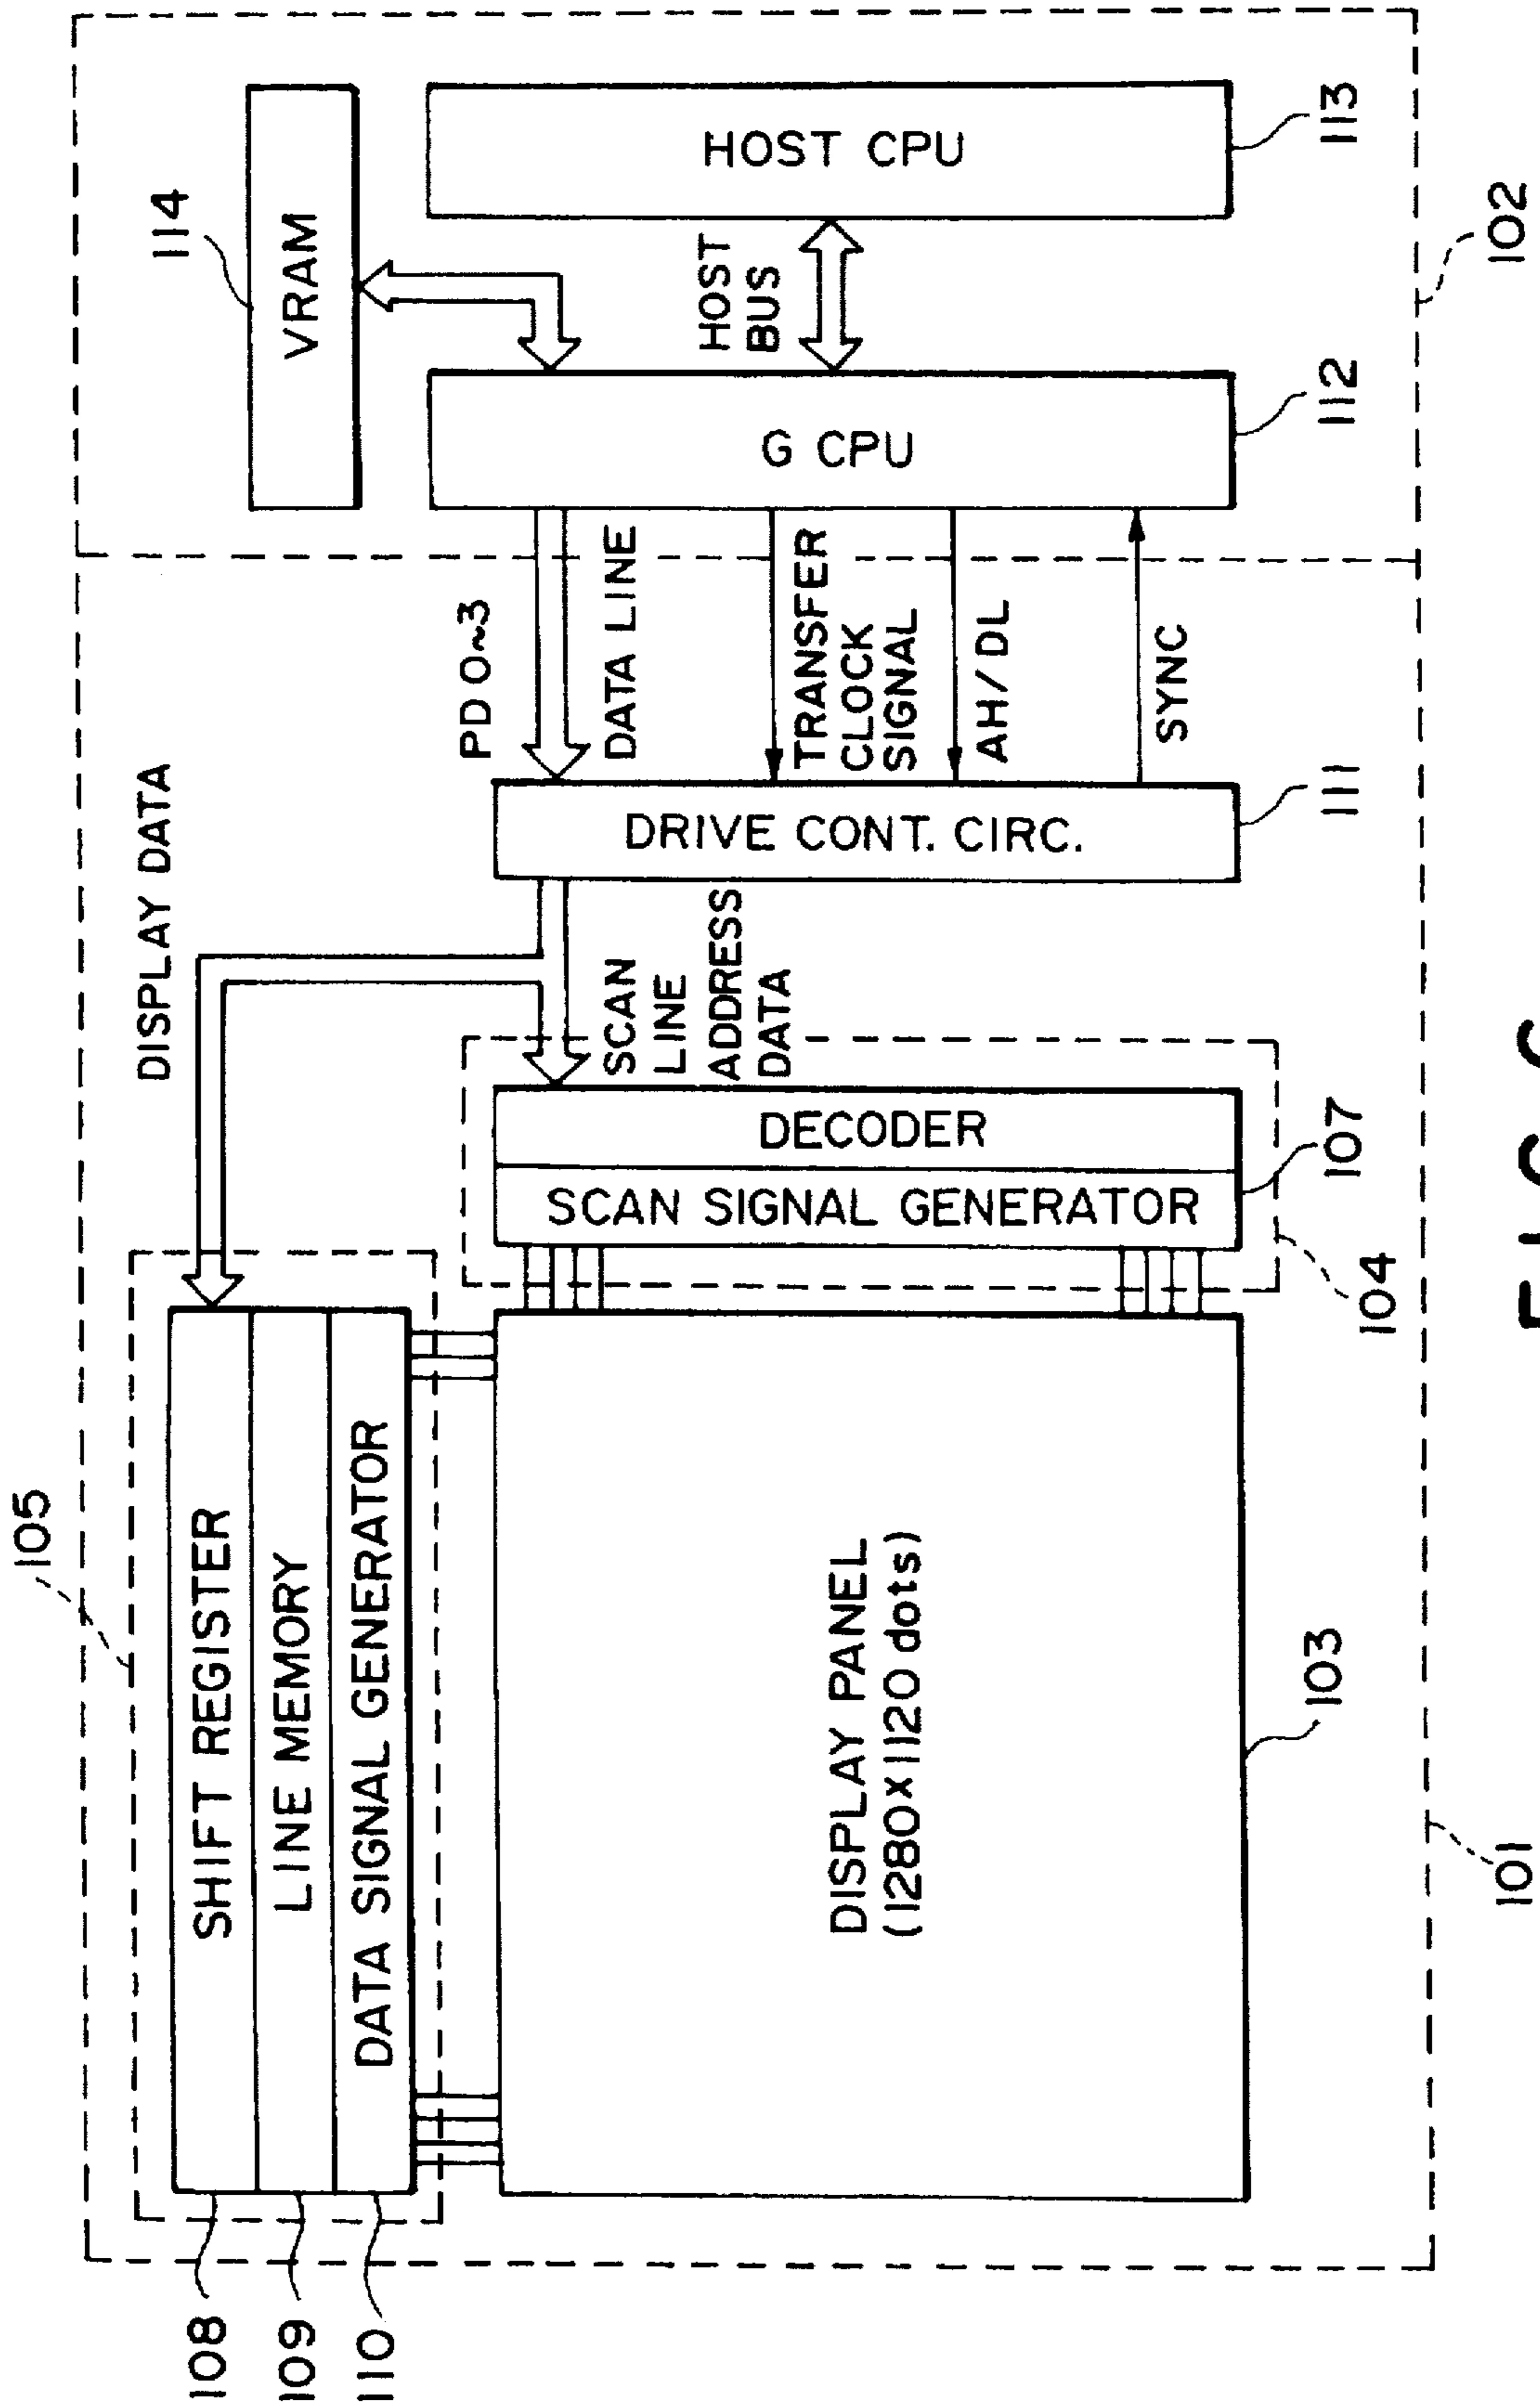 105
108
109
110
SHIFT REGISTER
LINE MEMORY
DATA SIGNAL GENERATOR
DISPLAY DATA
114
VRAM
DISPLAY PANEL
(1280×1120 dots)
103
DECODER
SCAN SIGNAL GENERATOR
107
104
SCAN
LINE
ADDRESS
DATA
DRIVE CONT. CIRC.
111
PD 0~3
DATA LINE
TRANSFER
CLOCK
SIGNAL
AH/DL
SYNC
G CPU
112
HOST
BUS
HOST CPU
113
101
102